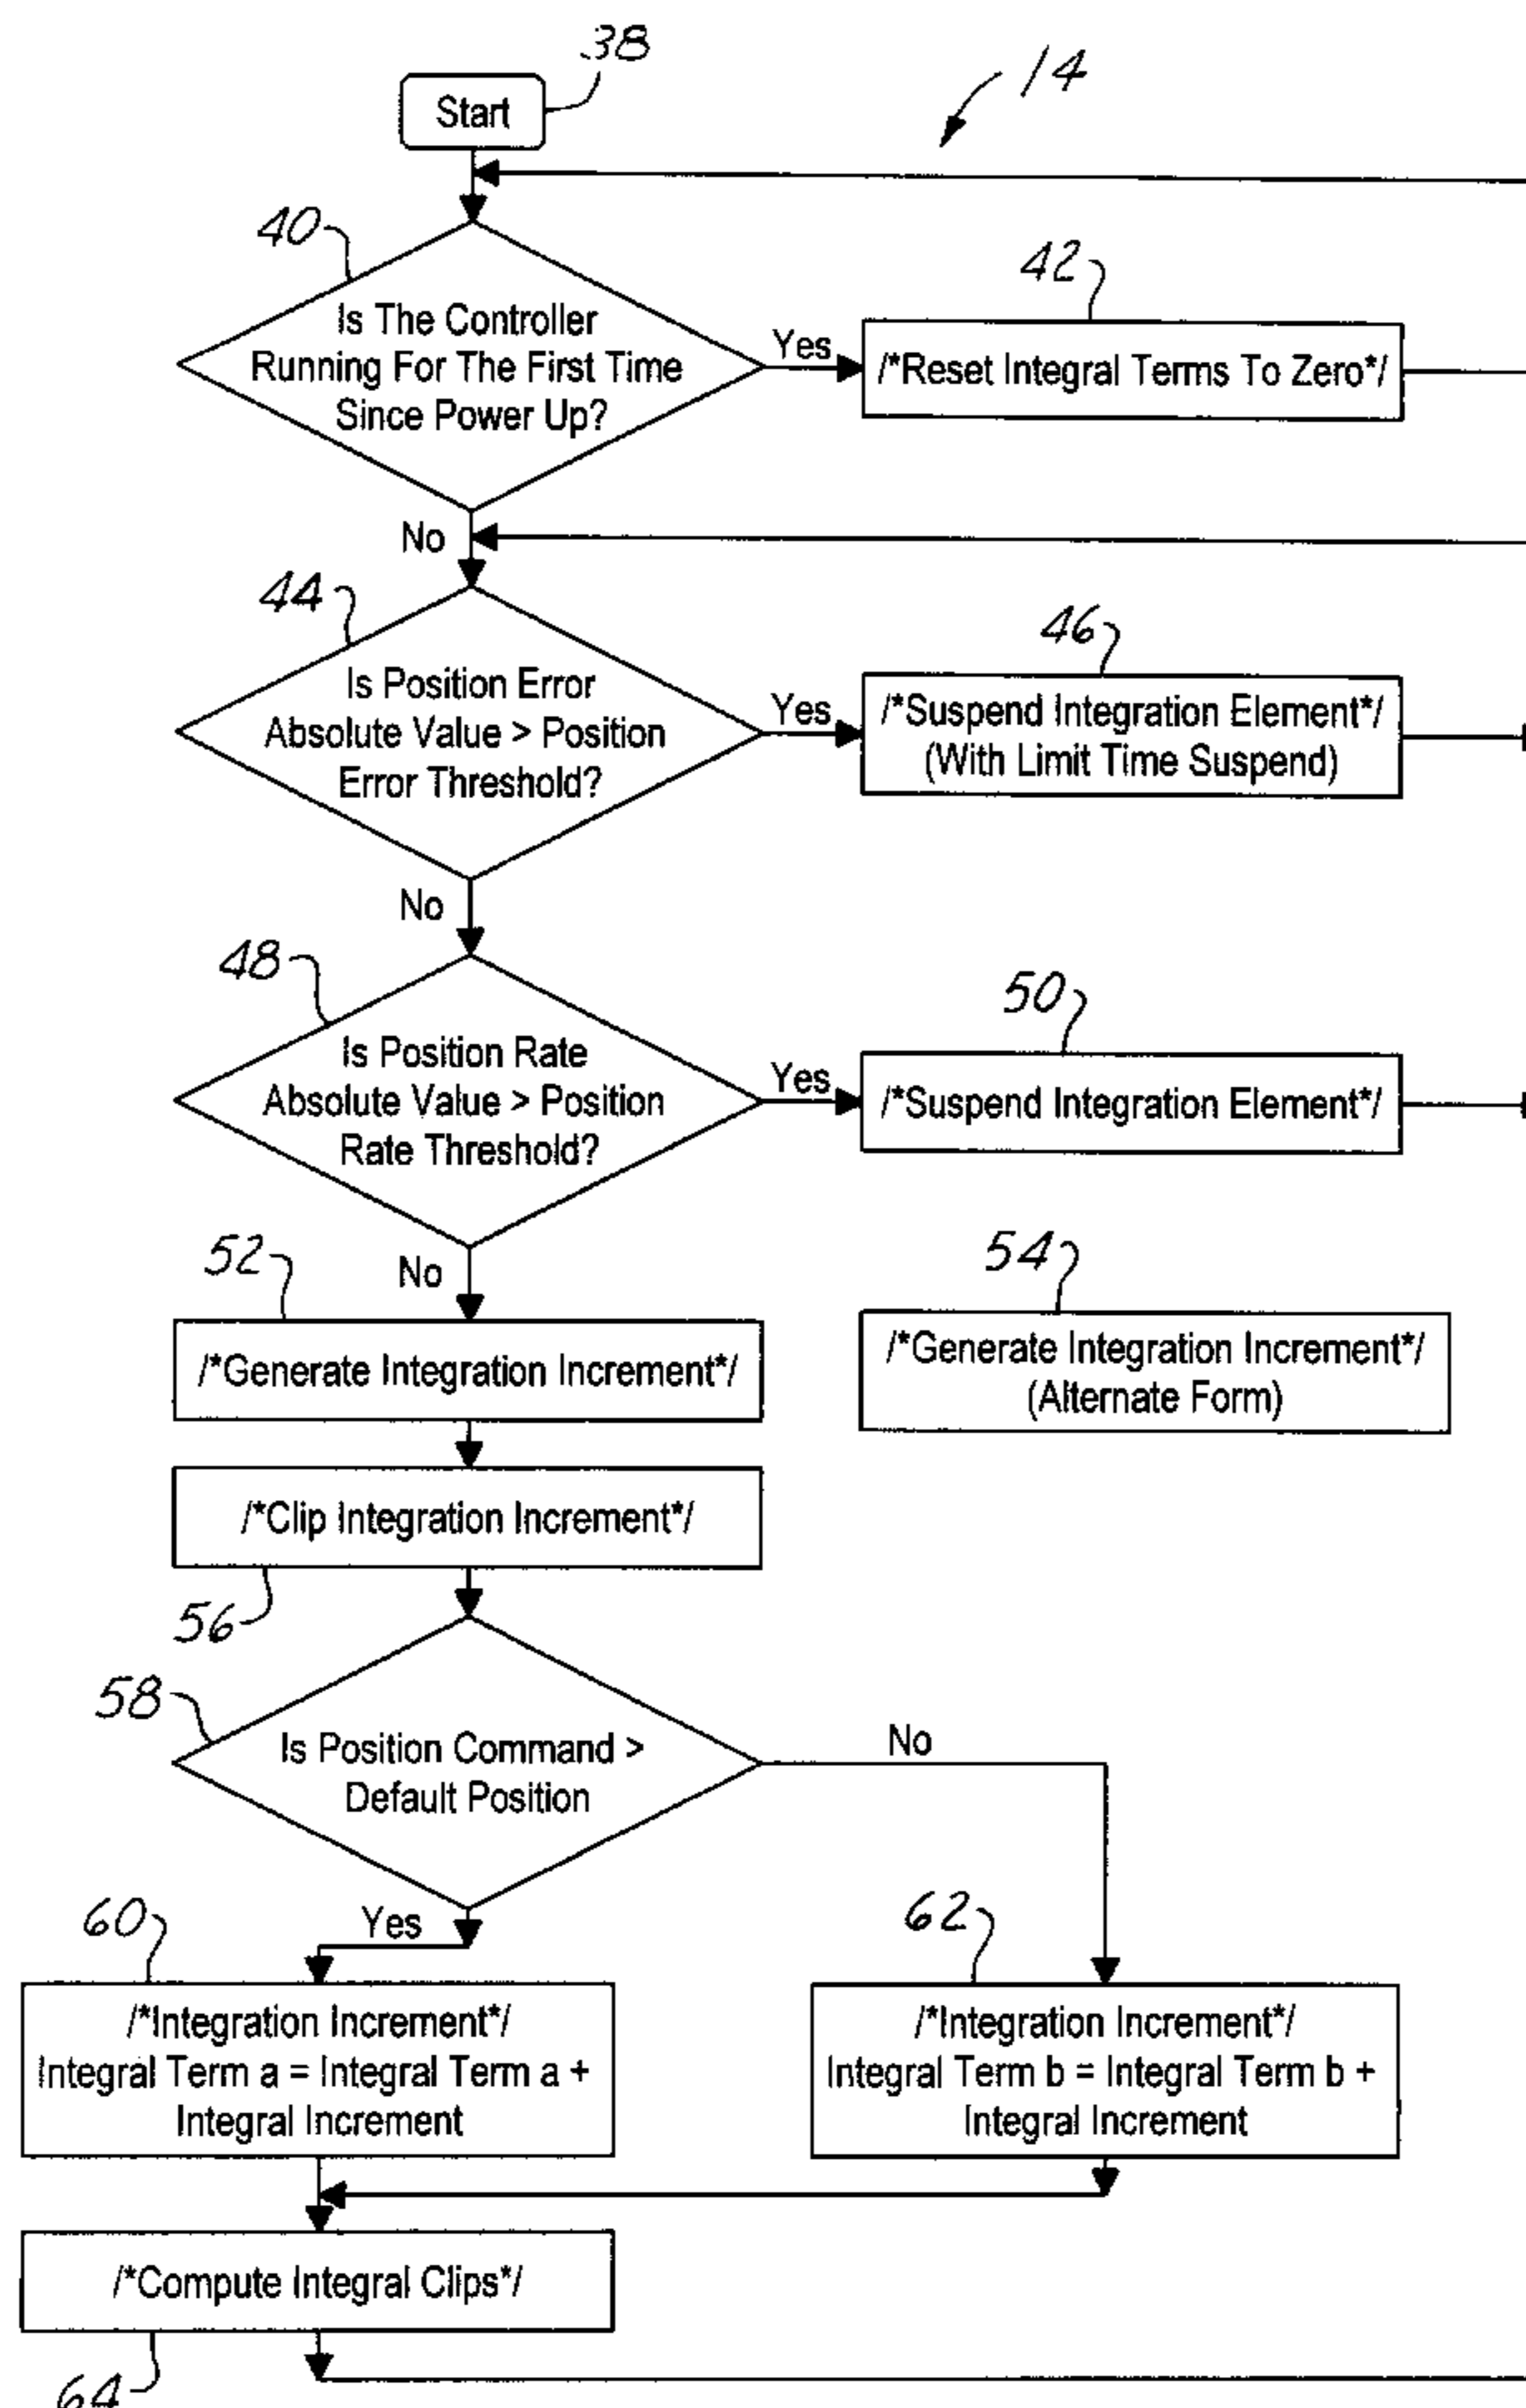 38
Start
14
40
Is The Controller
Running For The First Time
Since Power Up?
Yes
42
/*Reset Integral Terms To Zero*/
No
44
Is Position Error
Absolute Value > Position
Error Threshold?
Yes
46
/*Suspend Integration Element*/
(With Limit Time Suspend)
No
48
Is Position Rate
Absolute Value > Position
Rate Threshold?
Yes
50
/*Suspend Integration Element*/
No
52
/*Generate Integration Increment*/
54
/*Generate Integration Increment*/
(Alternate Form)
/*Clip Integration Increment*/
56
58
Is Position Command >
Default Position
No
Yes
60
/*Integration Increment*/
Integral Term a = Integral Term a +
Integral Increment
62
/*Integration Increment*/
Integral Term b = Integral Term b +
Integral Increment
/*Compute Integral Clips*/
64